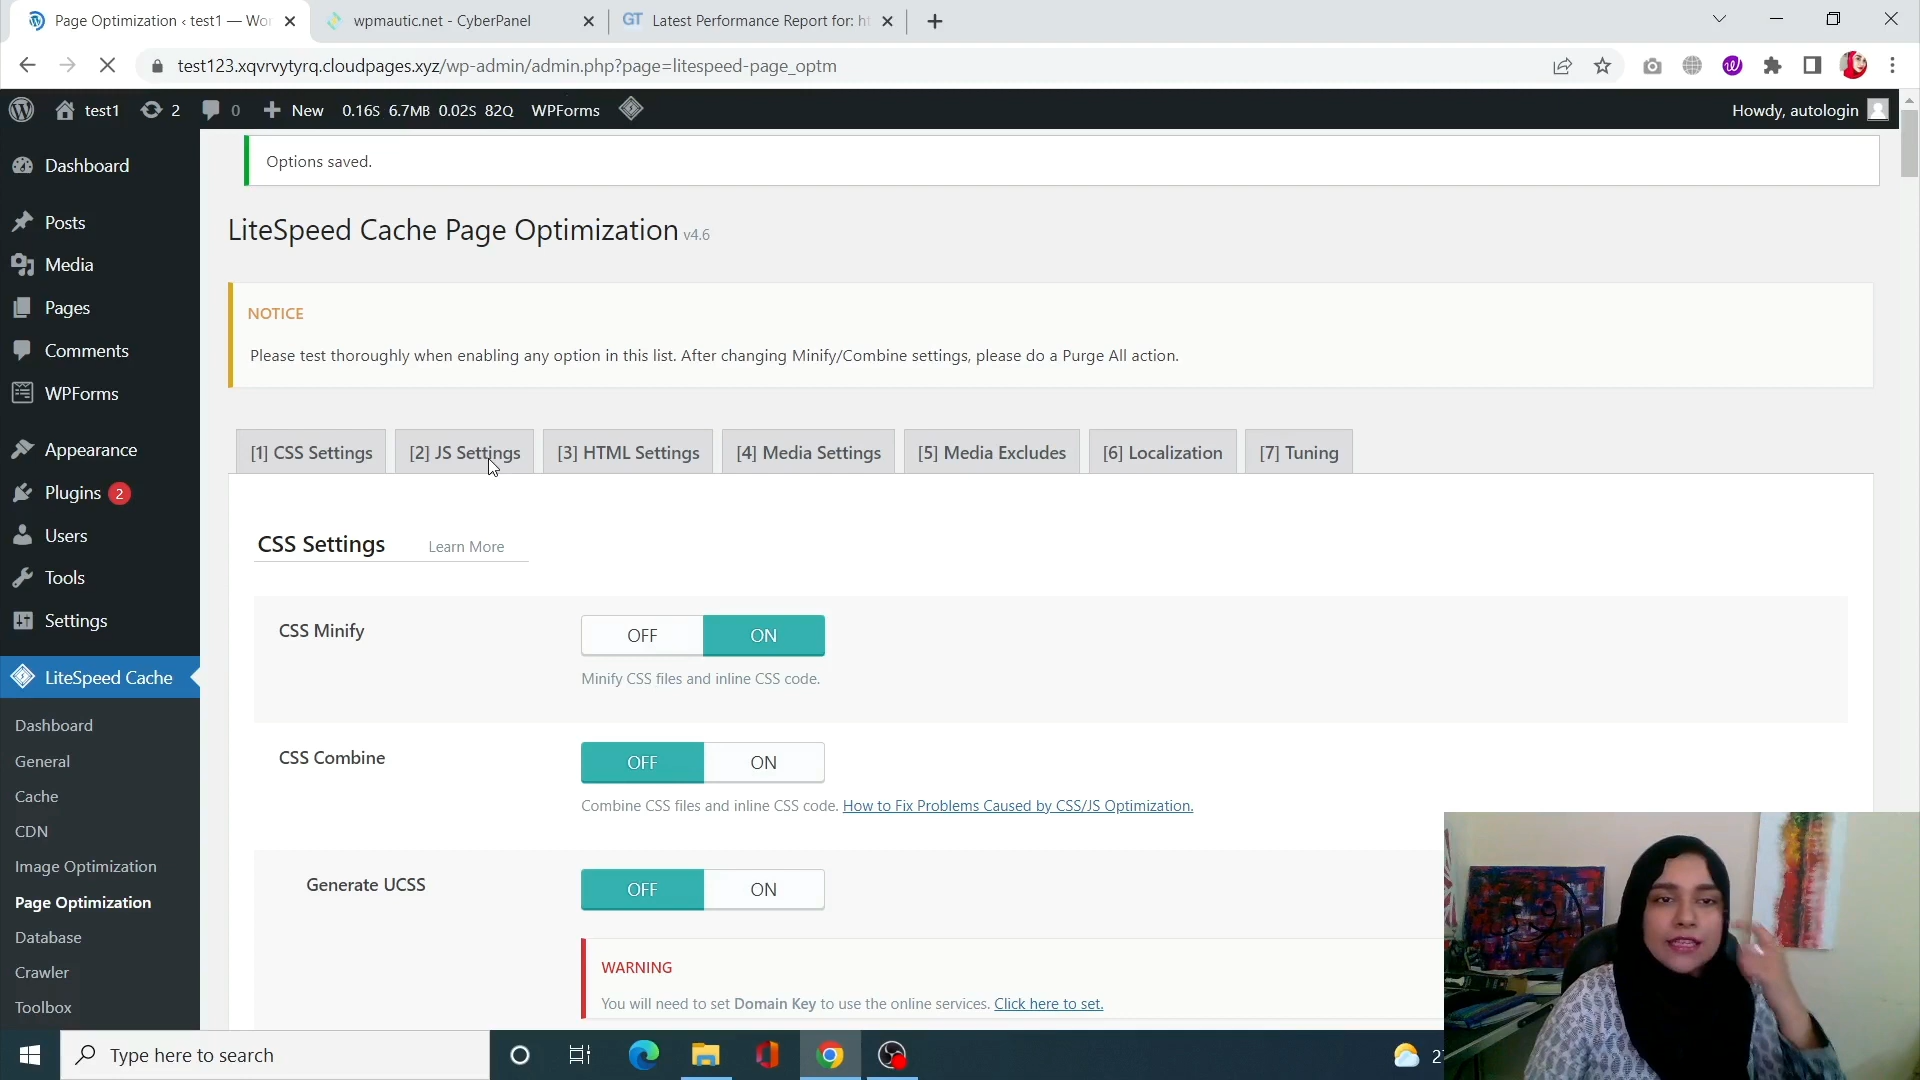 Page Optimization ‹ test1 — Wor
wpmautic.net - CyberPanel
GT Latest Performance Report for: ht
test123.xqvrvytyrq.cloudpages.xyz/wp-admin/admin.php?page=litespeed-page_optm
test1 2 0 New 0.16S 6.7MB 0.02S 82Q WPForms
Howdy, autologin
Dashboard
Posts
Media
Pages
Comments
WPForms
Appearance
Plugins 2
Users
Tools
Settings
LiteSpeed Cache
Dashboard
General
Cache
CDN
Image Optimization
Page Optimization
Database
Crawler
Toolbox
Options saved.
LiteSpeed Cache Page Optimization v4.6
NOTICE
Please test thoroughly when enabling any option in this list. After changing Minify/Combine settings, please do a Purge All action.
[1] CSS Settings
[2] JS Settings
[3] HTML Settings
[4] Media Settings
[5] Media Excludes
[6] Localization
[7] Tuning
CSS Settings Learn More
CSS Minify
OFF ON
Minify CSS files and inline CSS code.
CSS Combine
OFF ON
Combine CSS files and inline CSS code. How to Fix Problems Caused by CSS/JS Optimization.
Generate UCSS
OFF ON
WARNING
You will need to set Domain Key to use the online services. Click here to set.
Type here to search